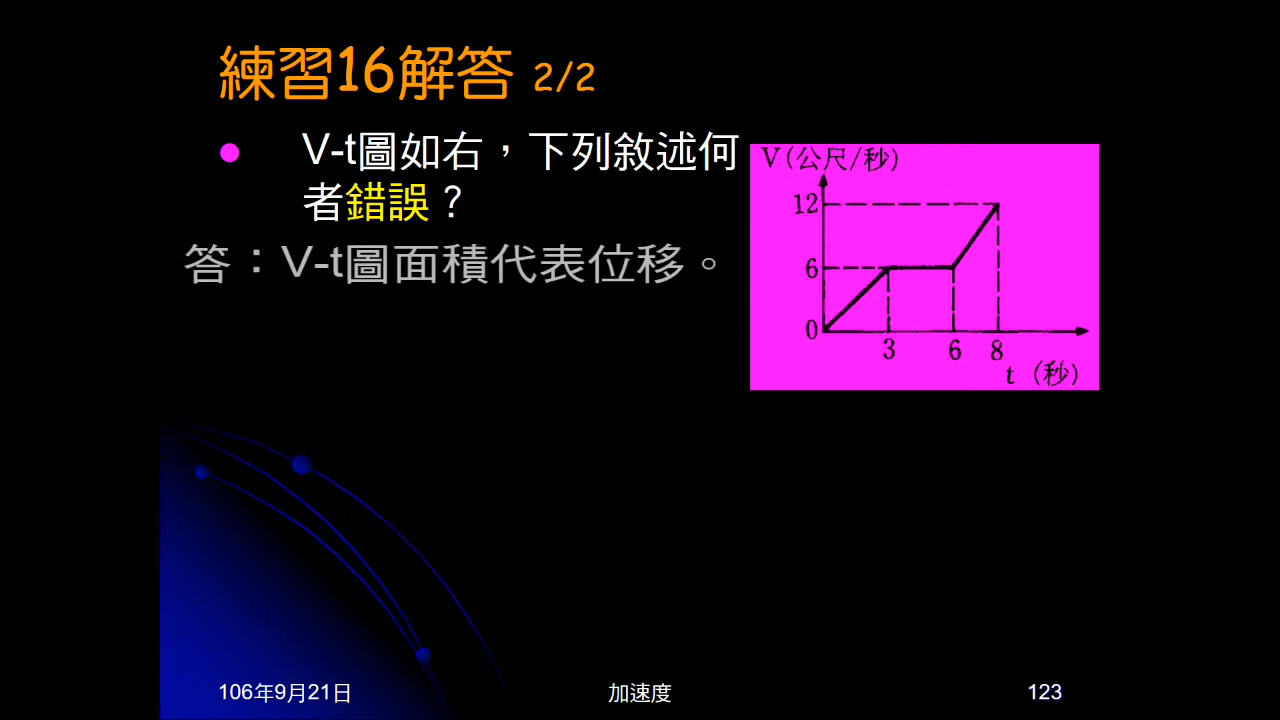 練習16解答 2/2
V-t圖如右，下列敘述何
者錯誤？
答：V-t圖面積代表位移。
V(公尺/秒)
12
6
0
3 6 8
t (秒)
106年9月21日 加速度 123